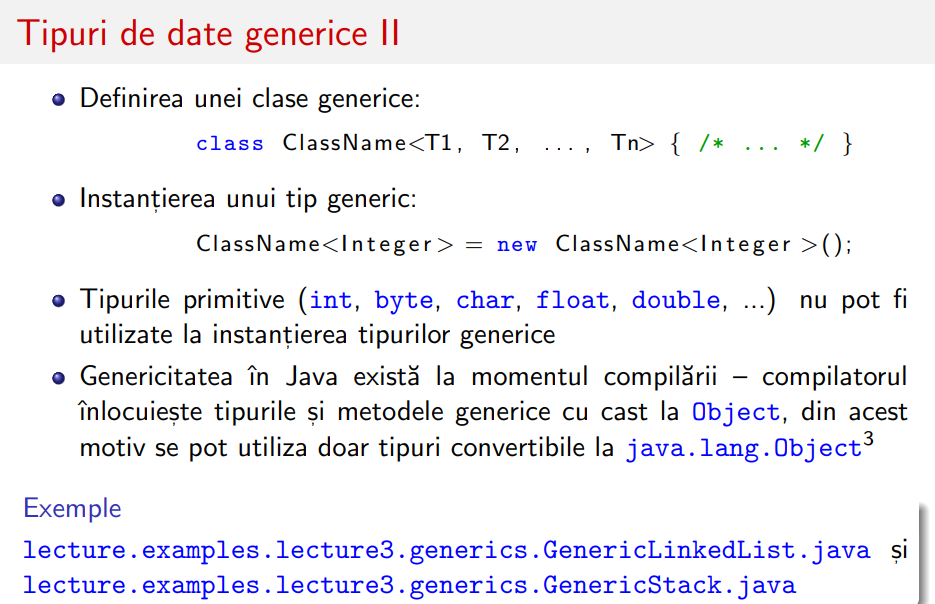 Tipuri de date generice II
Definirea unei clase generice:
class ClassName<T1, T2, ..., Tn> { /* ... */ }
Instanțierea unui tip generic:
ClassName<Integer> = new ClassName<Integer >();
Tipurile primitive (int, byte, char, float, double, ...) nu pot fi
utilizate la instanțierea tipurilor generice
Genericitatea în Java există la momentul compilării – compilatorul
înlocuiește tipurile și metodele generice cu cast la Object, din acest
motiv se pot utiliza doar tipuri convertibile la java.lang.Object3
Exemple
lecture.examples.lecture3.generics.GenericLinkedList.java și
lecture.examples.lecture3.generics.GenericStack.java